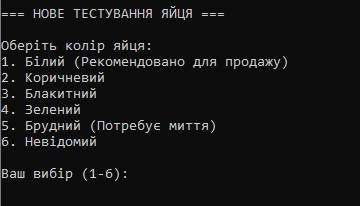 === НОВЕ ТЕСТУВАННЯ ЯЙЦЯ ===
Оберіть колір яйця:
1. Білий (Рекомендовано для продажу)
2. Коричневий
3. Блакитний
4. Зелений
5. Брудний (Потребує миття)
6. Невідомий
Ваш вибір (1-6):